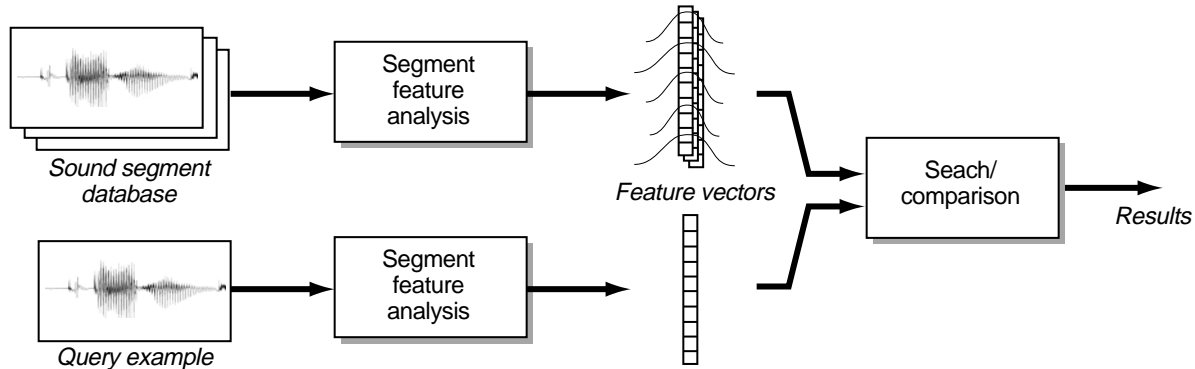 Segment
feature
analysis
Sound segment
database
Feature vectors
Seach/
comparison
Results
Segment
feature
analysis
Query example